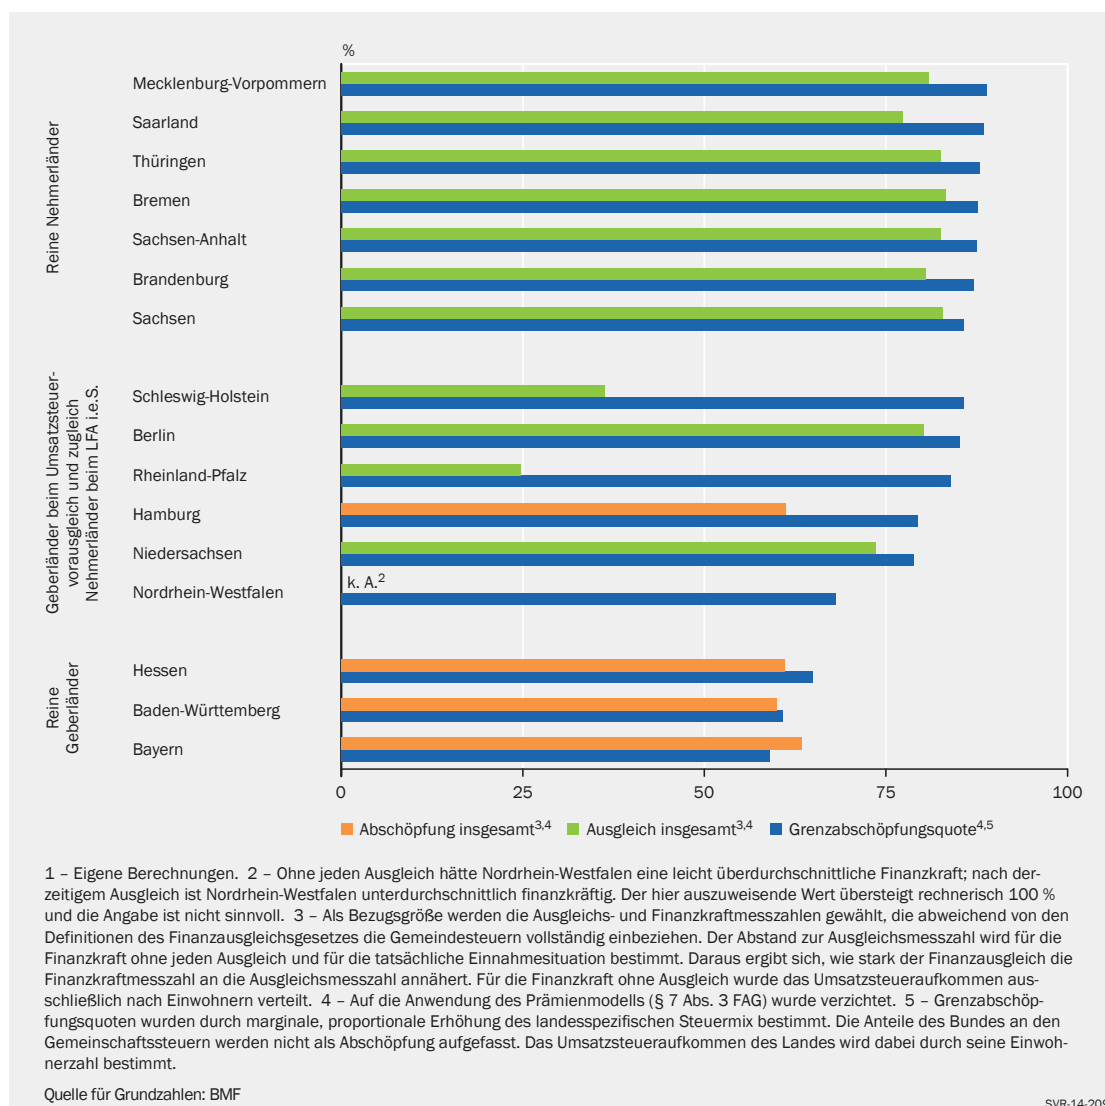 %
Reine Nehmerländer
Mecklenburg-Vorpommern
Saarland
Thüringen
Bremen
Sachsen-Anhalt
Brandenburg
Sachsen
Geberländer beim Umsatzsteuer-
vorausgleich und zugleich
Nehmerländer beim LFA i.e.S.
Schleswig-Holstein
Berlin
Rheinland-Pfalz
Hamburg
Niedersachsen
k. A.2
Nordrhein-Westfalen
Reine
Geberländer
Hessen
Baden-Württemberg
Bayern
0 25 50 75 100
Abschöpfung insgesamt3,4 Ausgleich insgesamt3,4 Grenzabschöpfungsquote4,5
1 – Eigene Berechnungen. 2 – Ohne jeden Ausgleich hätte Nordrhein-Westfalen eine leicht überdurchschnittliche Finanzkraft; nach der-
zeitigem Ausgleich ist Nordrhein-Westfalen unterdurchschnittlich finanzkräftig. Der hier auszuweisende Wert übersteigt rechnerisch 100 %
und die Angabe ist nicht sinnvoll. 3 – Als Bezugsgröße werden die Ausgleichs- und Finanzkraftmesszahlen gewählt, die abweichend von den
Definitionen des Finanzausgleichsgesetzes die Gemeindesteuern vollständig einbeziehen. Der Abstand zur Ausgleichsmesszahl wird für die
Finanzkraft ohne jeden Ausgleich und für die tatsächliche Einnahmesituation bestimmt. Daraus ergibt sich, wie stark der Finanzausgleich die
Finanzkraftmesszahl an die Ausgleichsmesszahl annähert. Für die Finanzkraft ohne Ausgleich wurde das Umsatzsteueraufkommen aus-
schließlich nach Einwohnern verteilt. 4 – Auf die Anwendung des Prämienmodells (§ 7 Abs. 3 FAG) wurde verzichtet. 5 – Grenzabschöp-
fungsquoten wurden durch marginale, proportionale Erhöhung des landesspezifischen Steuermix bestimmt. Die Anteile des Bundes an den
Gemeinschaftssteuern werden nicht als Abschöpfung aufgefasst. Das Umsatzsteueraufkommen des Landes wird dabei durch seine Einwoh-
nerzahl bestimmt.
Quelle für Grundzahlen: BMF
SVR-14-209